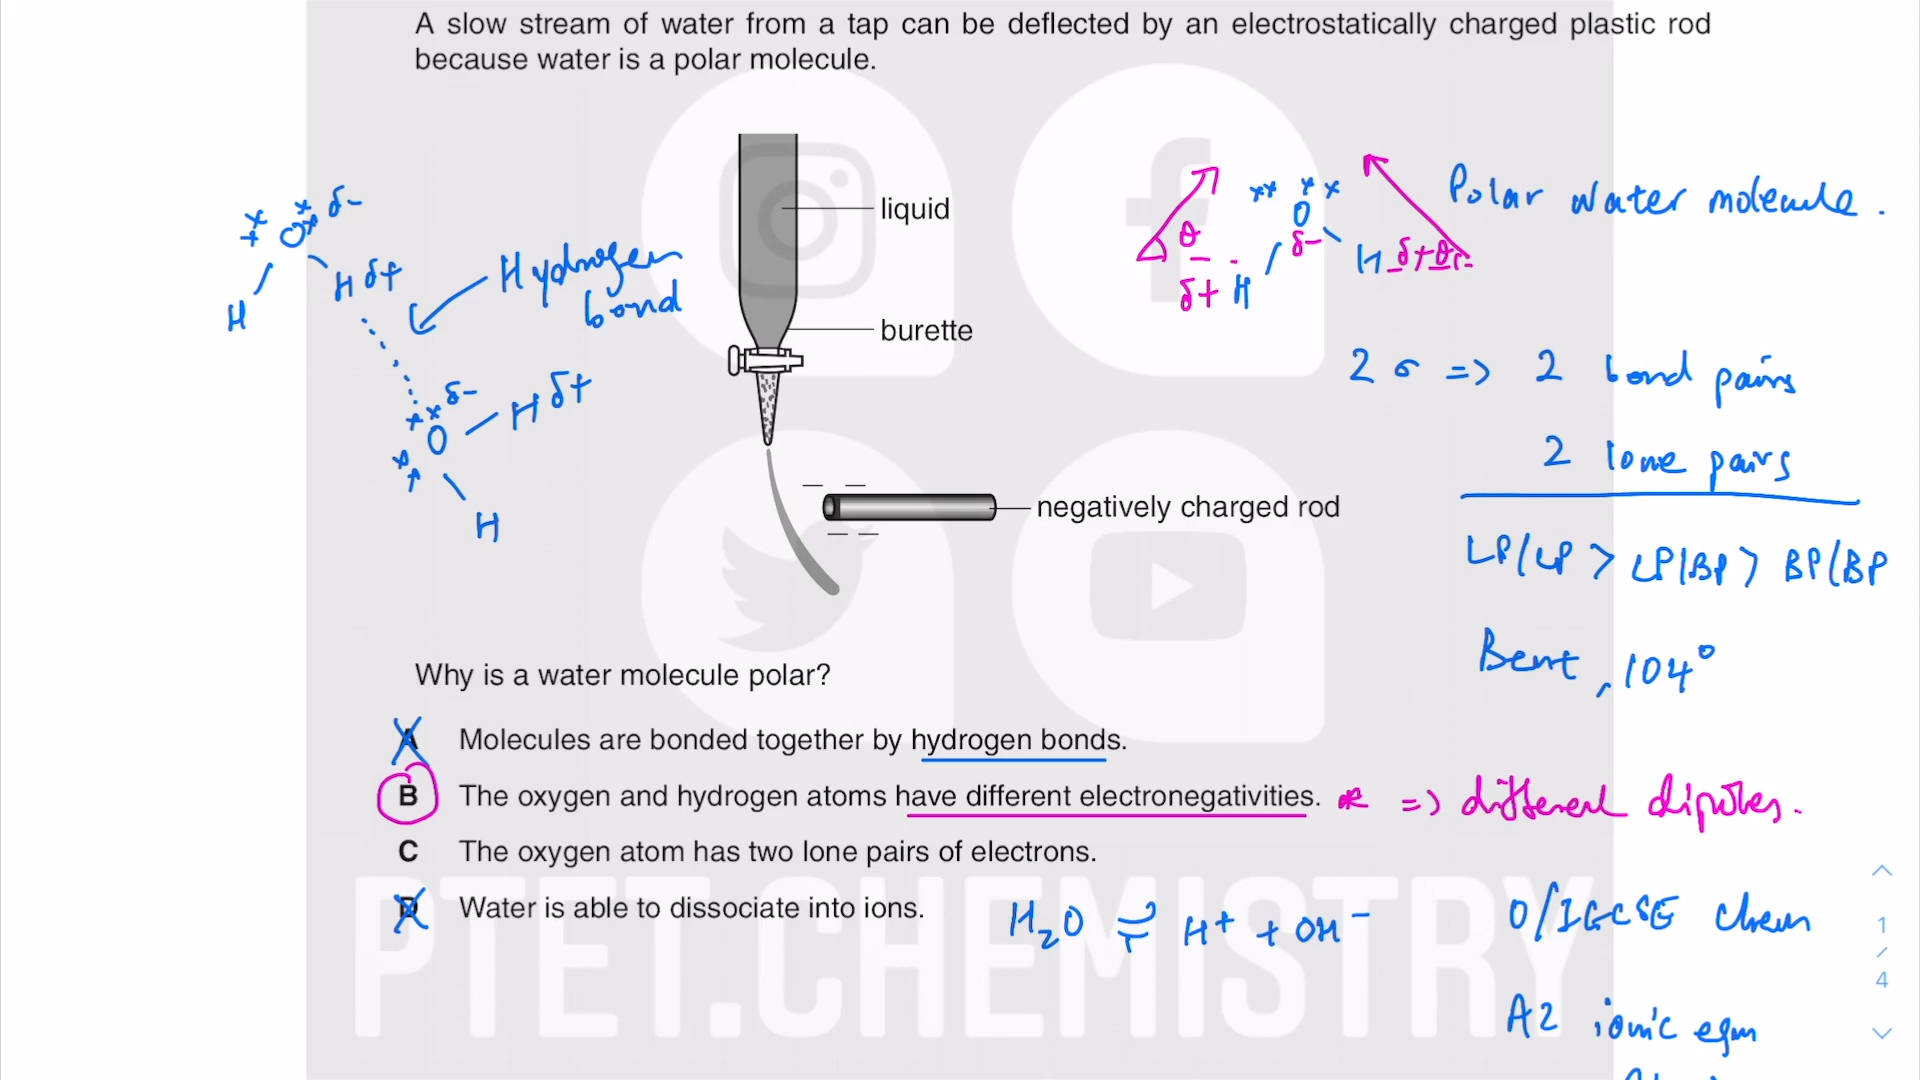 A slow stream of water from a tap can be deflected by an electrostatically charged plastic rod
because water is a polar molecule.
liquid
burette
negatively charged rod
O δ-
H
H δ+
Hydrogen
bond
δ-
O
H δ+
H
Polar water molecule.
θ
O
δ-
δ+ H
H δ+ θ
2 σ => 2 bond pairs
2 lone pairs
LP/LP > LP/BP > BP/BP
Bent, 104°
Why is a water molecule polar?
A Molecules are bonded together by hydrogen bonds.
B The oxygen and hydrogen atoms have different electronegativities. * => different dipoles.
C The oxygen atom has two lone pairs of electrons.
D Water is able to dissociate into ions.
H₂O ⇌ H⁺ + OH⁻
O/IGCSE chem
A2 ionic eqm
PTET.CHEMISTRY
1
/
4